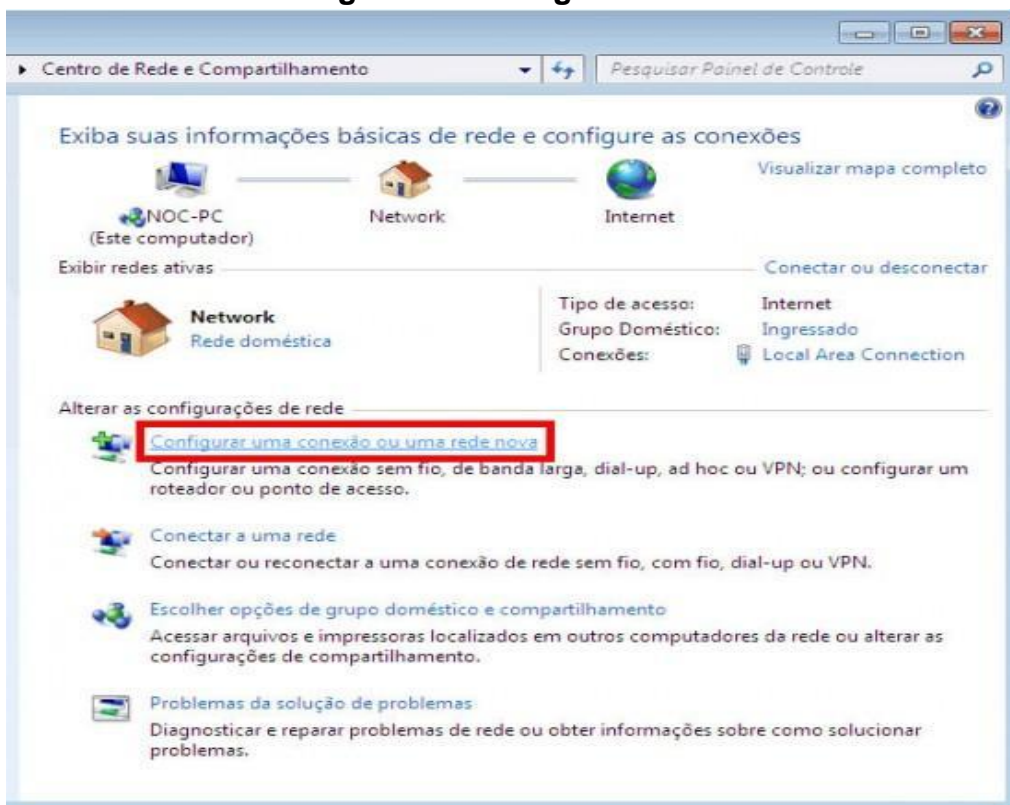 Centro de Rede e Compartilhamento
Pesquisar Painel de Controle
Exiba suas informações básicas de rede e configure as conexões
Visualizar mapa completo
NOC-PC
(Este computador)
Network
Internet
Exibir redes ativas
Conectar ou desconectar
Network
Rede doméstica
Tipo de acesso: Internet
Grupo Doméstico: Ingressado
Conexões: Local Area Connection
Alterar as configurações de rede
Configurar uma conexão ou uma rede nova
Configurar uma conexão sem fio, de banda larga, dial-up, ad hoc ou VPN; ou configurar um
roteador ou ponto de acesso.
Conectar a uma rede
Conectar ou reconectar a uma conexão de rede sem fio, com fio, dial-up ou VPN.
Escolher opções de grupo doméstico e compartilhamento
Acessar arquivos e impressoras localizados em outros computadores da rede ou alterar as
configurações de compartilhamento.
Problemas da solução de problemas
Diagnosticar e reparar problemas de rede ou obter informações sobre como solucionar
problemas.